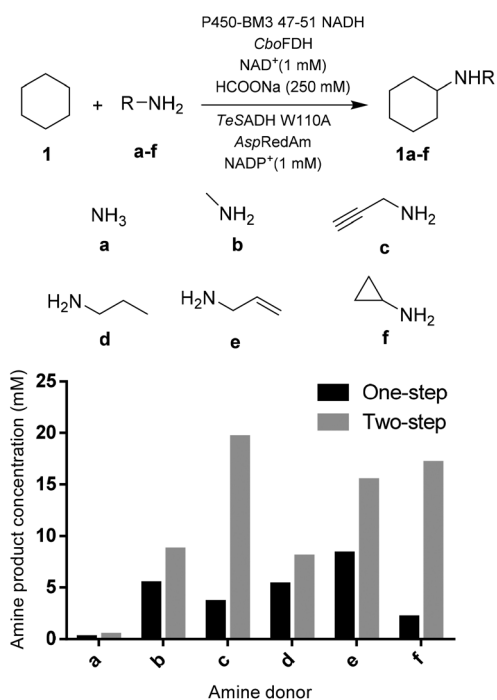 P450-BM3 47-51 NADH
CboFDH
NAD⁺(1 mM)
HCOONa (250 mM)
TeSADH W110A
AspRedAm
NADP⁺(1 mM)
1
+
R-NH₂
a-f
NHR
1a-f
NH₃
a
NH₂
b
NH₂
c
H₂N
d
H₂N
e
NH₂
f
Amine product concentration (mM)
25
20
15
10
5
0
One-step
Two-step
a b c d e f
Amine donor